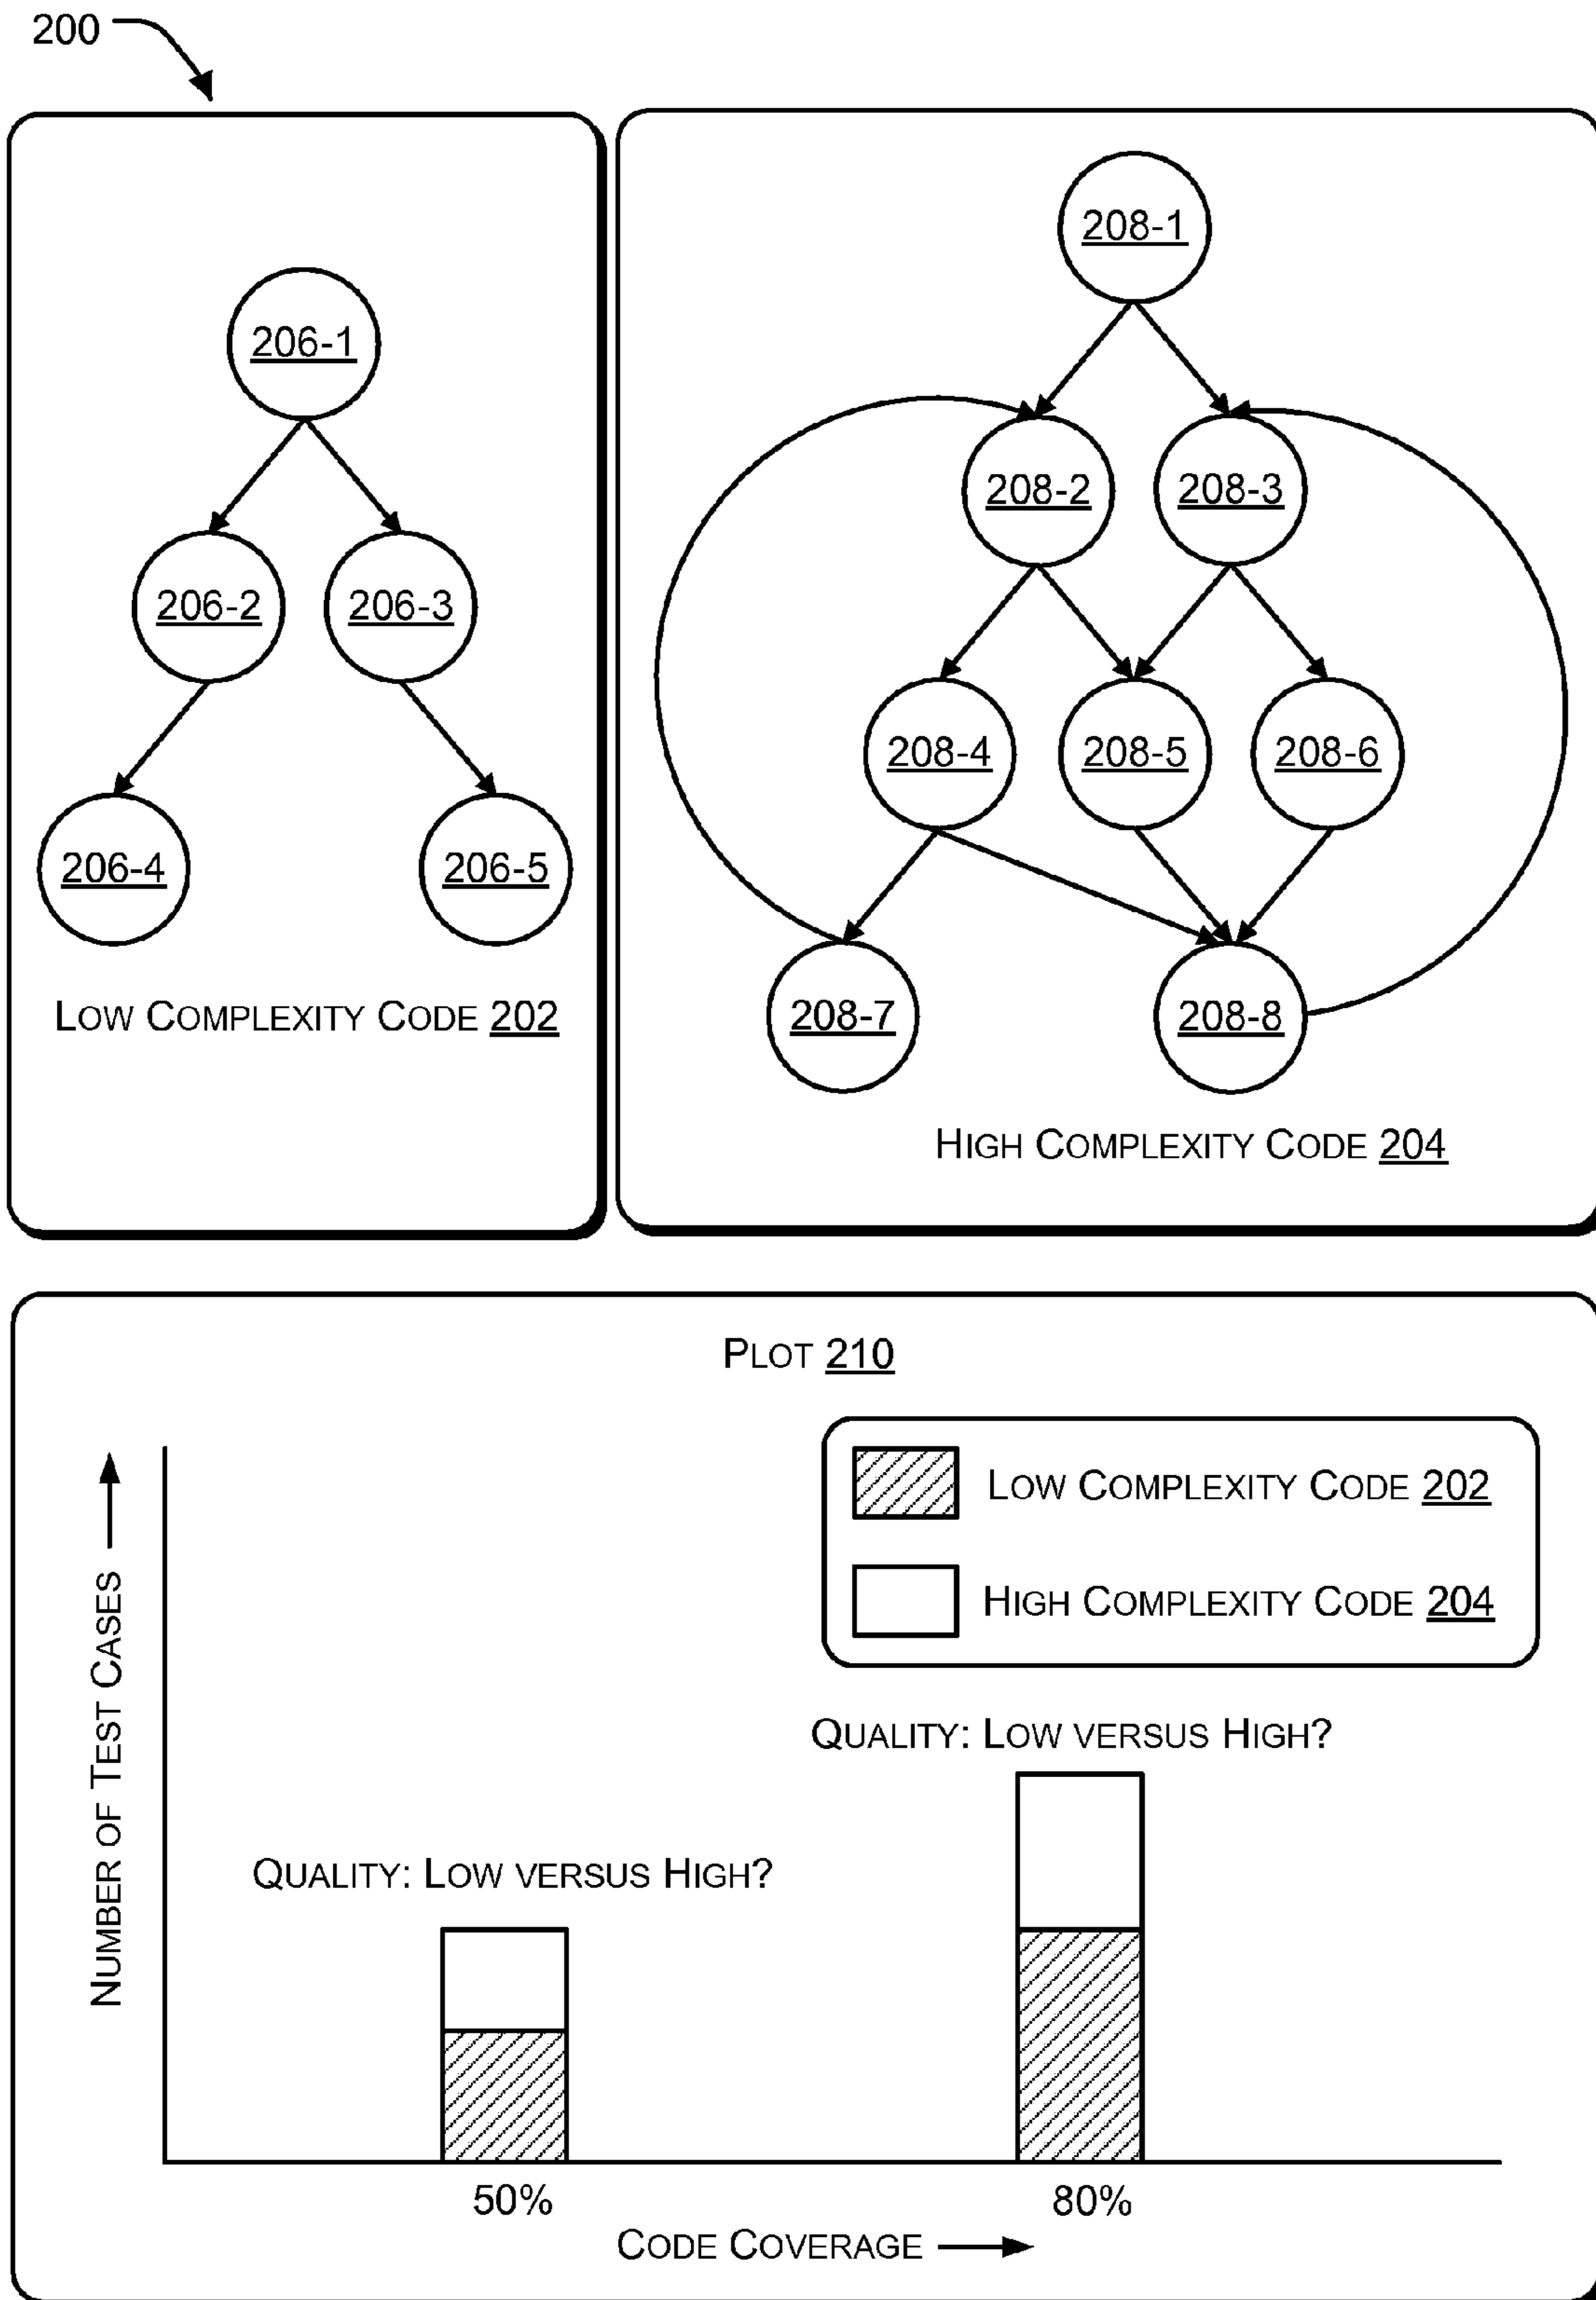 200
206-1
206-2 206-3
206-4 206-5
LOW COMPLEXITY CODE 202
208-1
208-2 208-3
208-4 208-5 208-6
208-7 208-8
HIGH COMPLEXITY CODE 204
PLOT 210
LOW COMPLEXITY CODE 202
HIGH COMPLEXITY CODE 204
NUMBER OF TEST CASES
QUALITY: LOW VERSUS HIGH?
QUALITY: LOW VERSUS HIGH?
50% 80%
CODE COVERAGE